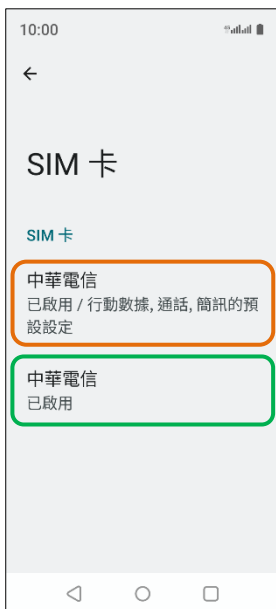 10:00
SIM 卡
SIM 卡
中華電信
已啟用 / 行動數據, 通話, 簡訊的預
設設定
中華電信
已啟用